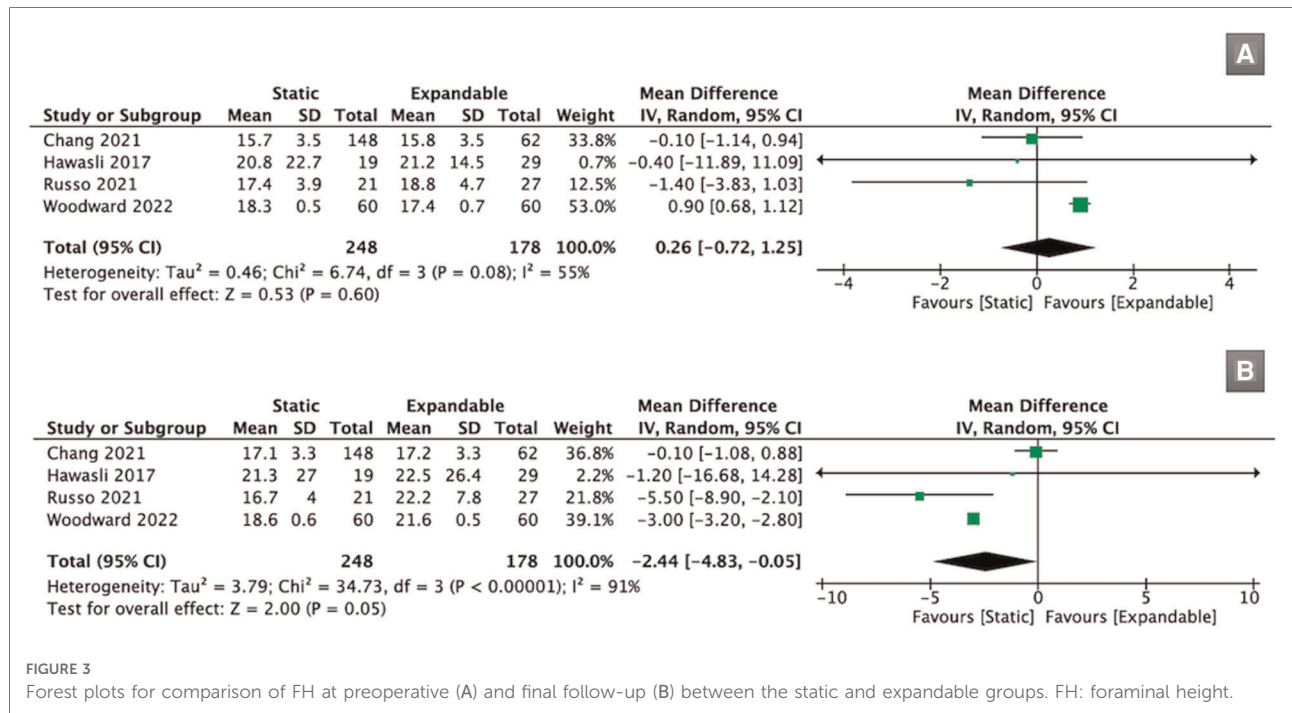 A
Static Expandable Mean Difference Mean Difference
Study or Subgroup Mean SD Total Mean SD Total Weight IV, Random, 95% CI IV, Random, 95% CI
Chang 2021 15.7 3.5 148 15.8 3.5 62 33.8% −0.10 [−1.14, 0.94]
Hawasli 2017 20.8 22.7 19 21.2 14.5 29 0.7% −0.40 [−11.89, 11.09]
Russo 2021 17.4 3.9 21 18.8 4.7 27 12.5% −1.40 [−3.83, 1.03]
Woodward 2022 18.3 0.5 60 17.4 0.7 60 53.0% 0.90 [0.68, 1.12]
Total (95% CI) 248 178 100.0% 0.26 [−0.72, 1.25]
Heterogeneity: Tau² = 0.46; Chi² = 6.74, df = 3 (P = 0.08); I² = 55%
Test for overall effect: Z = 0.53 (P = 0.60)
−4 −2 0 2 4
Favours [Static] Favours [Expandable]
B
Static Expandable Mean Difference Mean Difference
Study or Subgroup Mean SD Total Mean SD Total Weight IV, Random, 95% CI IV, Random, 95% CI
Chang 2021 17.1 3.3 148 17.2 3.3 62 36.8% −0.10 [−1.08, 0.88]
Hawasli 2017 21.3 27 19 22.5 26.4 29 2.2% −1.20 [−16.68, 14.28]
Russo 2021 16.7 4 21 22.2 7.8 27 21.8% −5.50 [−8.90, −2.10]
Woodward 2022 18.6 0.6 60 21.6 0.5 60 39.1% −3.00 [−3.20, −2.80]
Total (95% CI) 248 178 100.0% −2.44 [−4.83, −0.05]
Heterogeneity: Tau² = 3.79; Chi² = 34.73, df = 3 (P < 0.00001); I² = 91%
Test for overall effect: Z = 2.00 (P = 0.05)
−10 −5 0 5 10
Favours [Static] Favours [Expandable]
FIGURE 3
Forest plots for comparison of FH at preoperative (A) and final follow-up (B) between the static and expandable groups. FH: foraminal height.